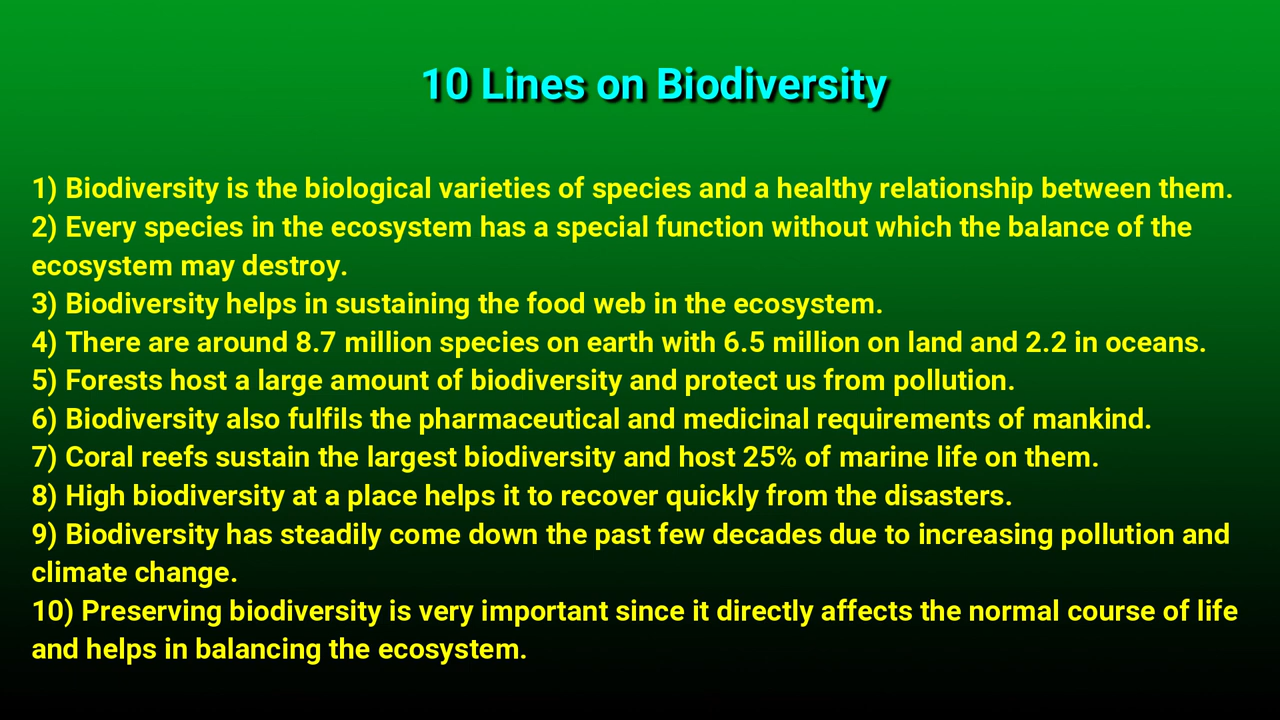 10 Lines on Biodiversity
1) Biodiversity is the biological varieties of species and a healthy relationship between them.
2) Every species in the ecosystem has a special function without which the balance of the
ecosystem may destroy.
3) Biodiversity helps in sustaining the food web in the ecosystem.
4) There are around 8.7 million species on earth with 6.5 million on land and 2.2 in oceans.
5) Forests host a large amount of biodiversity and protect us from pollution.
6) Biodiversity also fulfils the pharmaceutical and medicinal requirements of mankind.
7) Coral reefs sustain the largest biodiversity and host 25% of marine life on them.
8) High biodiversity at a place helps it to recover quickly from the disasters.
9) Biodiversity has steadily come down the past few decades due to increasing pollution and
climate change.
10) Preserving biodiversity is very important since it directly affects the normal course of life
and helps in balancing the ecosystem.